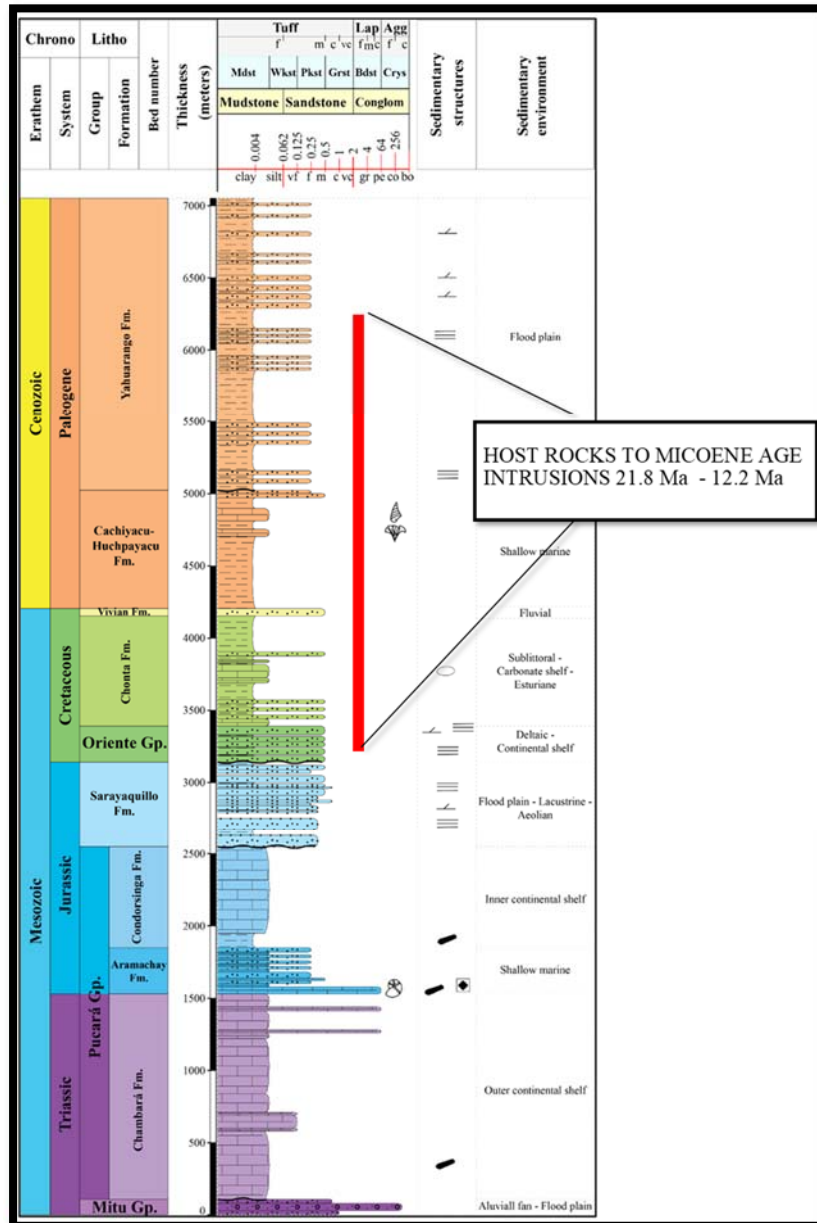 Chrono
Litho
Erathem
System
Group
Formation
Bed number
Thickness
(meters)
Tuff
Lap
Agg
f
m
c
vc
f
m
c
f
c
Mdst
Wkst
Pkst
Grst
Bdst
Crys
Mudstone
Sandstone
Conglom
0.004
0.062
0.125
0.25
0.5
1
2
4
64
256
clay
silt
vf
f
m
c
vc
gr
pe
co
bo
Sedimentary
structures
Sedimentary
environment
Cenozoic
Paleogene
Yahuarango Fm.
7000
6500
6000
5500
5000
Flood plain
HOST ROCKS TO MICOENE AGE
INTRUSIONS 21.8 Ma - 12.2 Ma
Cachiyacu-
Huchpayacu
Fm.
4500
Shallow marine
Mesozoic
Cretaceous
Vivian Fm.
Fluvial
Chonta Fm.
4000
3500
Sublittoral -
Carbonate shelf -
Esturiane
Oriente Gp.
Deltaic -
Continental shelf
Jurassic
Sarayaquillo
Fm.
3000
Flood plain - Lacustrine -
Aeolian
2500
Pucará Gp.
Condorsinga Fm.
2000
Inner continental shelf
Aramachay
Fm.
Shallow marine
1500
Triassic
Chambará Fm.
1000
500
Outer continental shelf
Mitu Gp.
0
Aluviall fan - Flood plain